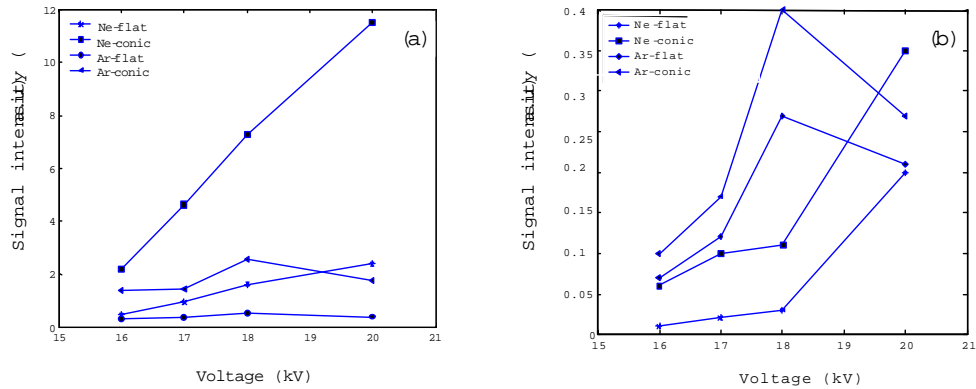 Ne-flat
Ne-conic
Ar-flat
Ar-conic
(a)
12
10
8
6
4
2
0
15 16 17 18 19 20 21
Voltage (kV)
Signal intensity (
Ne-flat
Ne-conic
Ar-flat
Ar-conic
(b)
0.4
0.35
0.3
0.25
0.2
0.15
0.1
0.05
0
15 16 17 18 19 20 21
Voltage (kV)
Signal intensity (